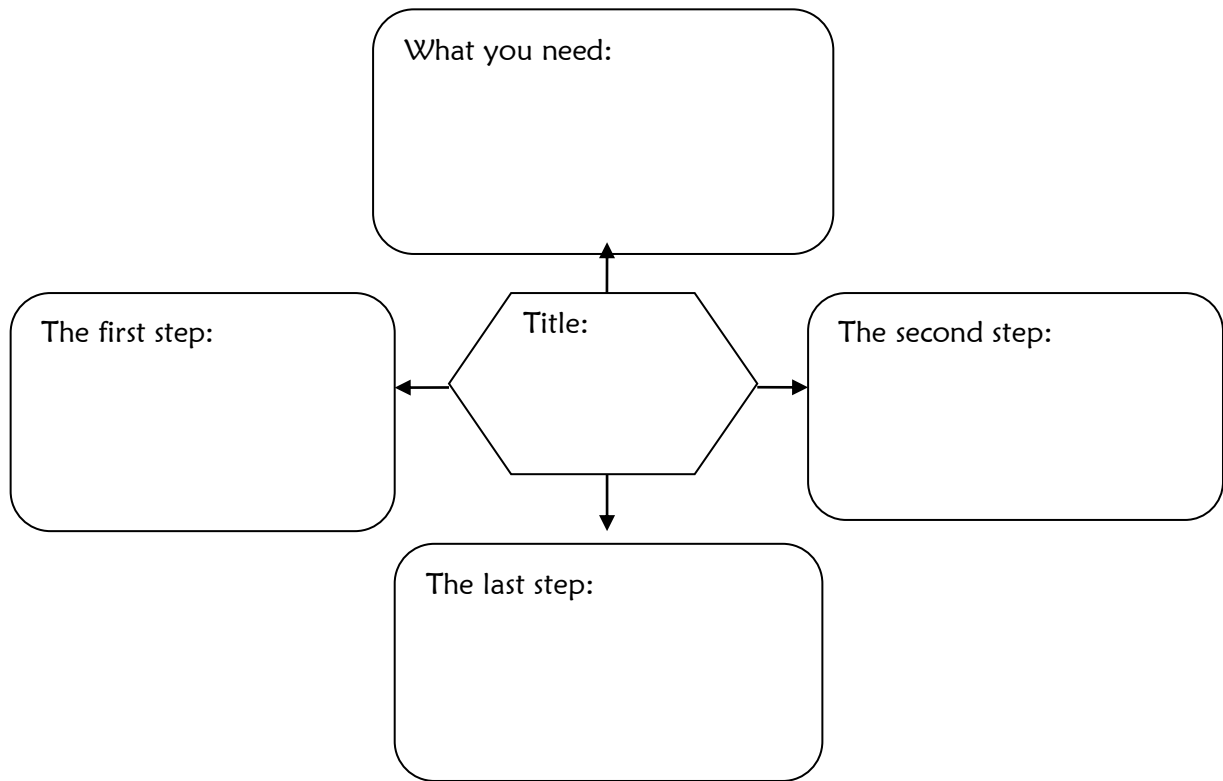 What you need:
Title:
The first step:
The second step:
The last step: